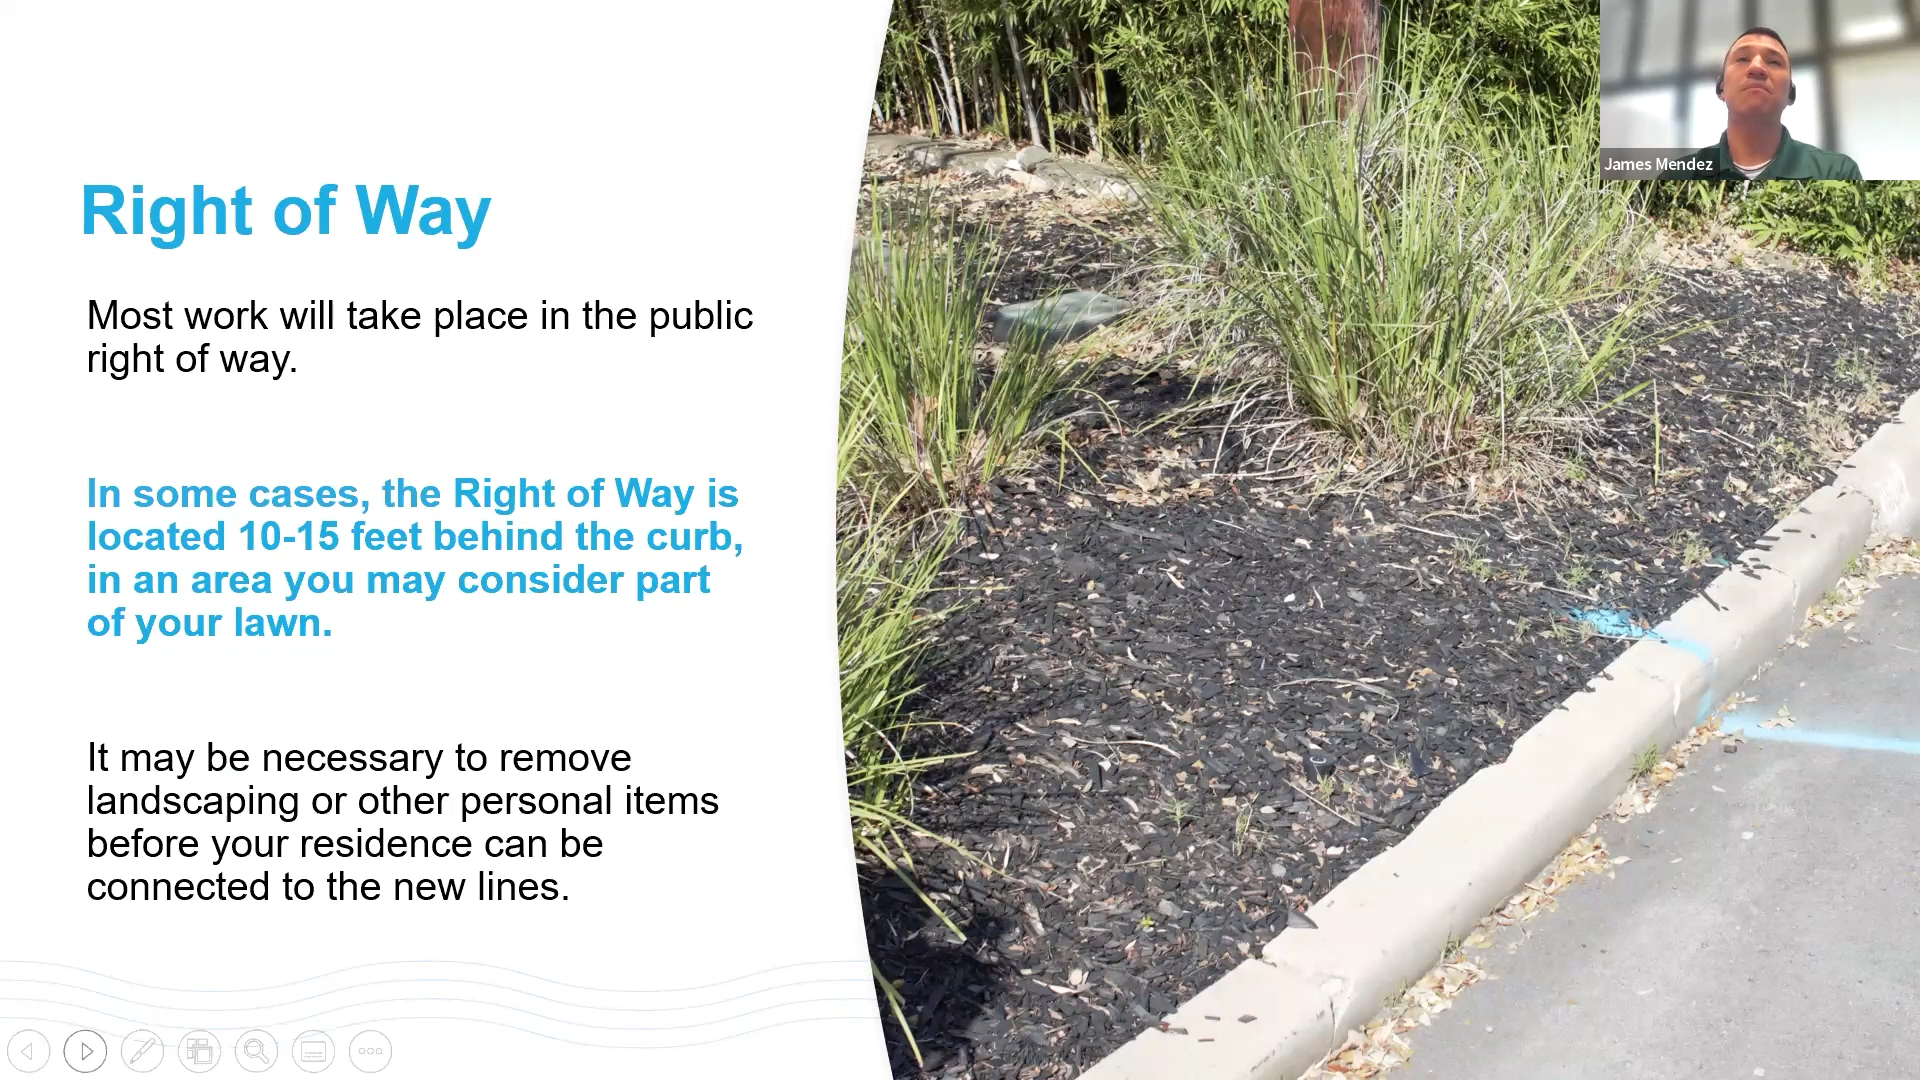 Right of Way
Most work will take place in the public
right of way.
In some cases, the Right of Way is
located 10-15 feet behind the curb,
in an area you may consider part
of your lawn.
It may be necessary to remove
landscaping or other personal items
before your residence can be
connected to the new lines.
James Mendez